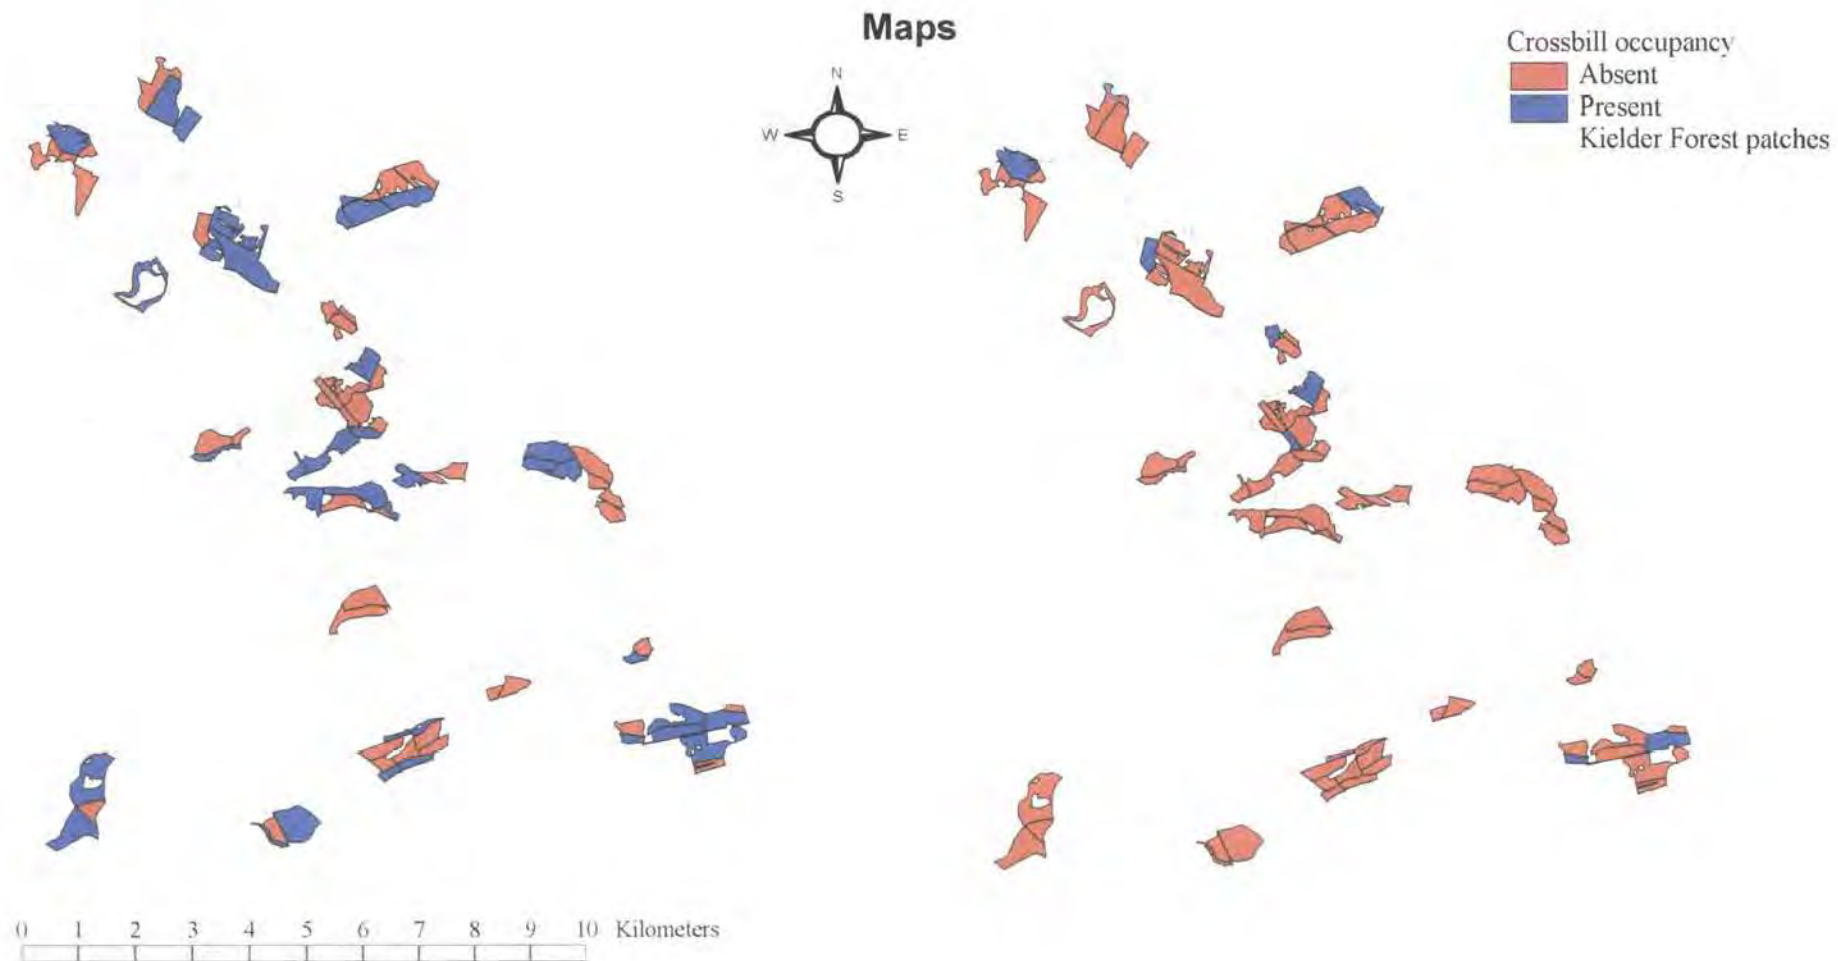 Maps
N
W E
S
Crossbill occupancy
Absent
Present
Kielder Forest patches
0 1 2 3 4 5 6 7 8 9 10 Kilometers